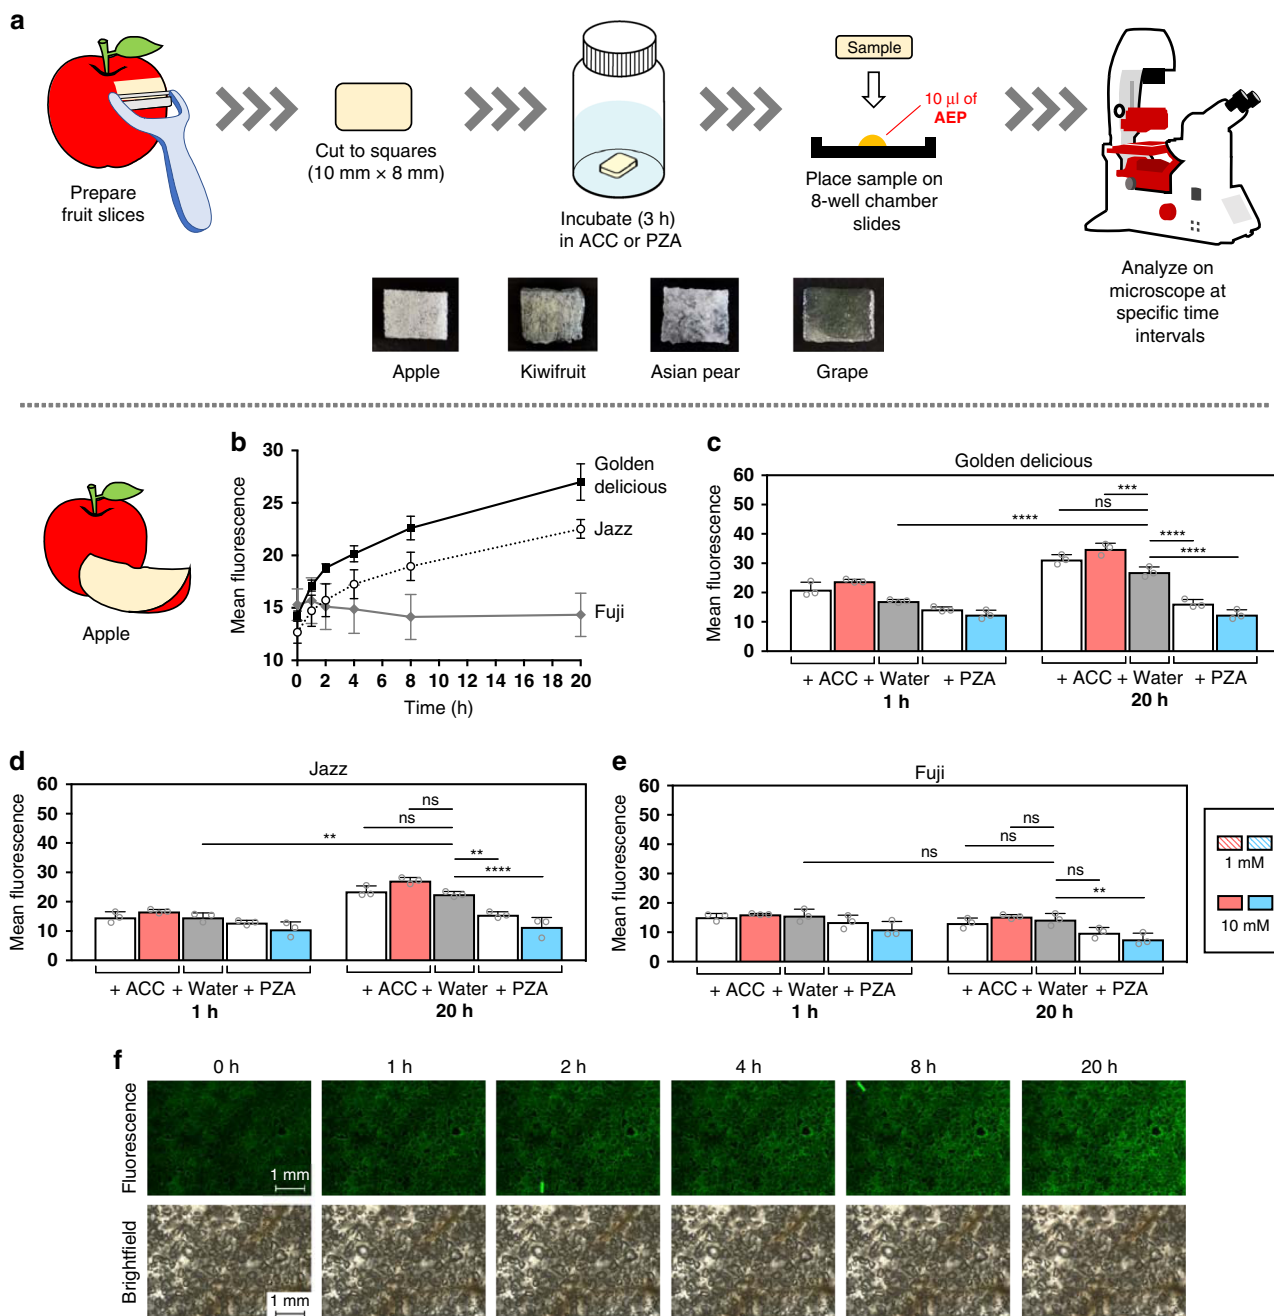 a
Prepare
fruit slices
Cut to squares
(10 mm × 8 mm)
Incubate (3 h)
in ACC or PZA
Sample
10 µl of
AEP
Place sample on
8-well chamber
slides
Analyze on
microscope at
specific time
intervals
Apple
Kiwifruit
Asian pear
Grape
Apple
b
Mean fluorescence
30
25
20
15
10
0 2 4 6 8 10 12 14 16 18 20
Time (h)
Golden
delicious
Jazz
Fuji
c
Golden delicious
Mean fluorescence
60
50
40
30
20
10
0
***
ns
****
****
****
+ ACC + Water + PZA
1 h
+ ACC + Water + PZA
20 h
d
Jazz
Mean fluorescence
60
50
40
30
20
10
0
ns
ns
**
**
****
+ ACC + Water + PZA
1 h
+ ACC + Water + PZA
20 h
e
Fuji
Mean fluorescence
60
50
40
30
20
10
0
ns
ns
ns
ns
**
+ ACC + Water + PZA
1 h
+ ACC + Water + PZA
20 h
1 mM
10 mM
f
0 h
1 h
2 h
4 h
8 h
20 h
Fluorescence
1 mm
Brightfield
1 mm